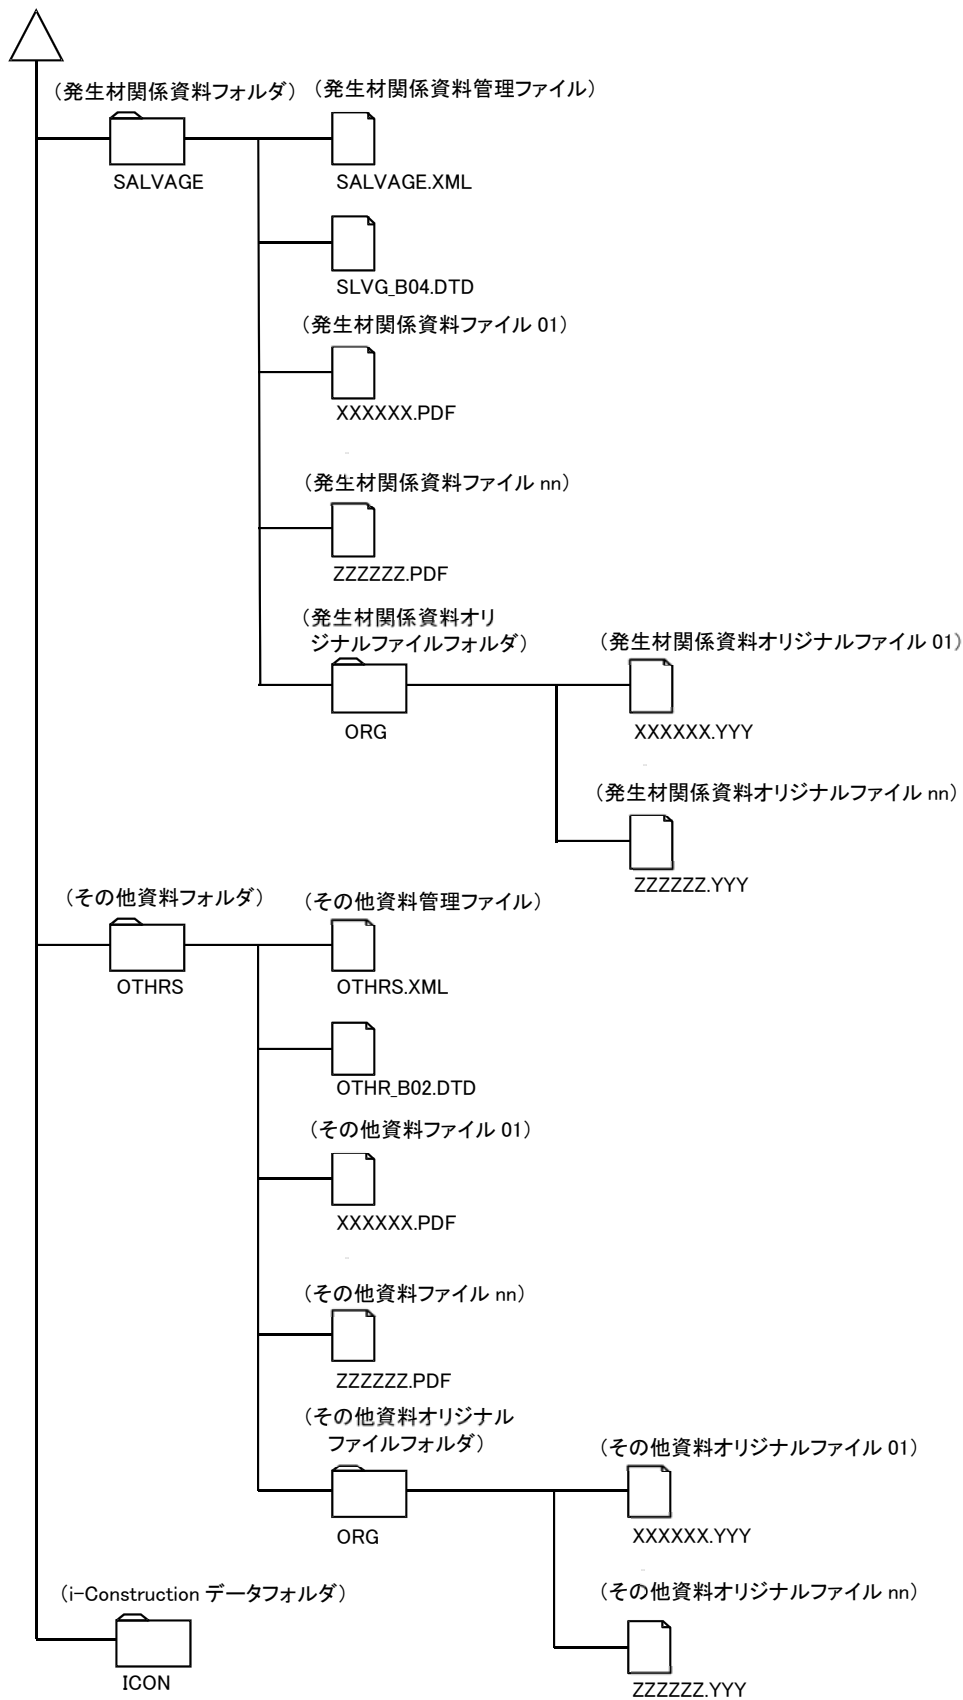 （発生材関係資料フォルダ）
（発生材関係資料管理ファイル）
SALVAGE
SALVAGE.XML
SLVG_B04.DTD
（発生材関係資料ファイル 01）
XXXXXX.PDF
（発生材関係資料ファイル nn）
ZZZZZZ.PDF
（発生材関係資料オリ
ジナルファイルフォルダ）
（発生材関係資料オリジナルファイル 01）
ORG
XXXXXX.YYY
（発生材関係資料オリジナルファイル nn）
ZZZZZZ.YYY
（その他資料フォルダ）
（その他資料管理ファイル）
OTHRS
OTHRS.XML
OTHR_B02.DTD
（その他資料ファイル 01）
XXXXXX.PDF
（その他資料ファイル nn）
ZZZZZZ.PDF
（その他資料オリジナル
ファイルフォルダ）
（その他資料オリジナルファイル 01）
ORG
XXXXXX.YYY
（その他資料オリジナルファイル nn）
ZZZZZZ.YYY
（i-Construction データフォルダ）
ICON